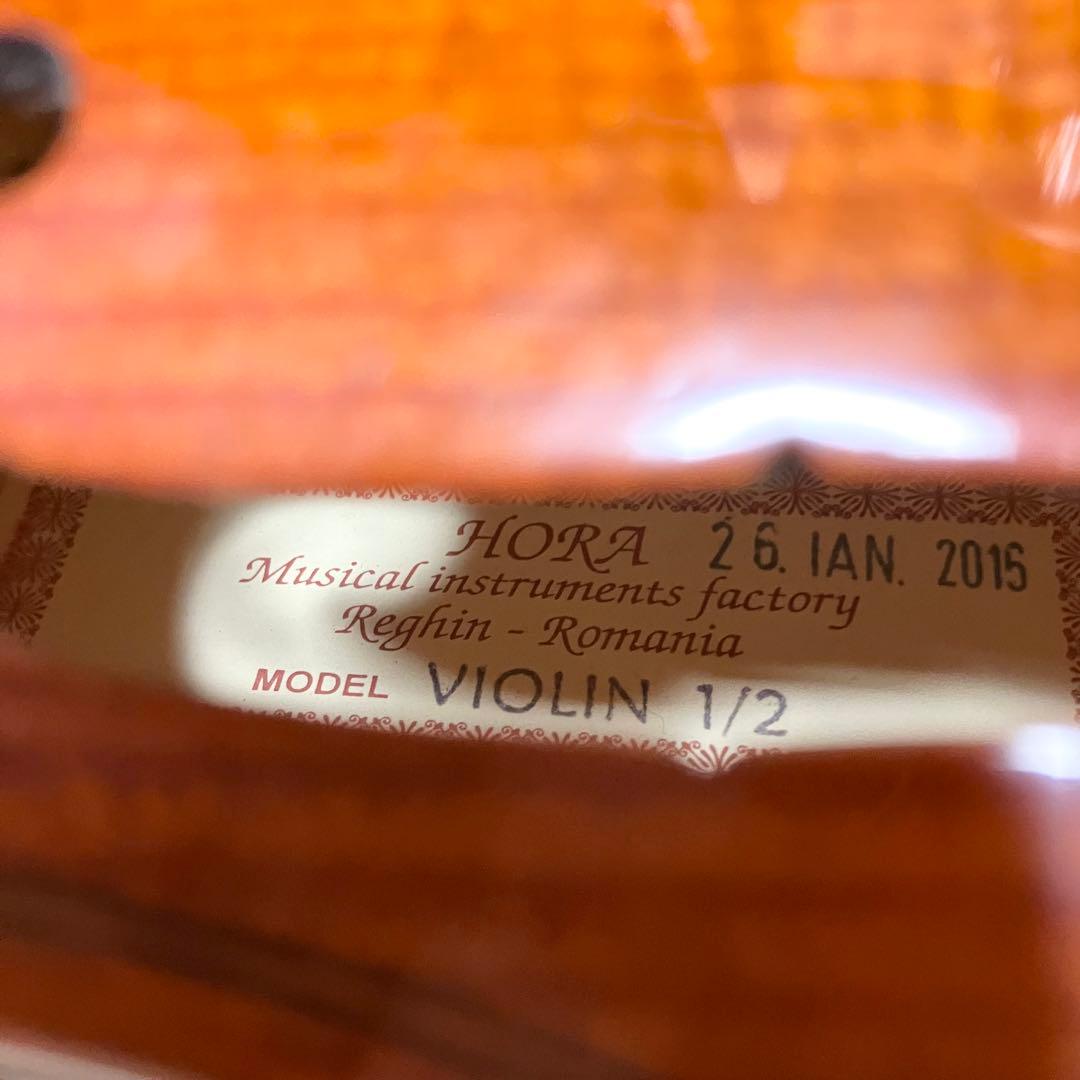 HORA 26. IAN. 2015
Musical instruments factory
Reghin - Romania
MODEL VIOLIN 1/2